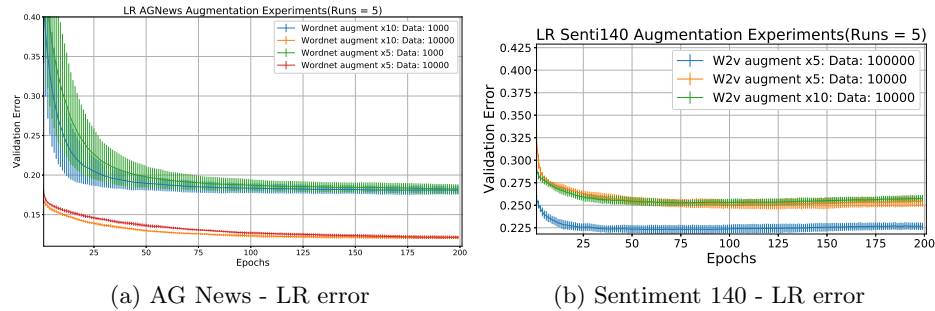 LR AGNews Augmentation Experiments(Runs = 5)
Validation Error
0.40
0.35
0.30
0.25
0.20
0.15
Wordnet augment x10: Data: 1000
Wordnet augment x10: Data: 10000
Wordnet augment x5: Data: 1000
Wordnet augment x5: Data: 10000
25 50 75 100 125 150 175 200
Epochs
(a) AG News - LR error
LR Senti140 Augmentation Experiments(Runs = 5)
Validation Error
0.425
0.400
0.375
0.350
0.325
0.300
0.275
0.250
0.225
W2v augment x5: Data: 100000
W2v augment x5: Data: 10000
W2v augment x10: Data: 10000
25 50 75 100 125 150 175 200
Epochs
(b) Sentiment 140 - LR error